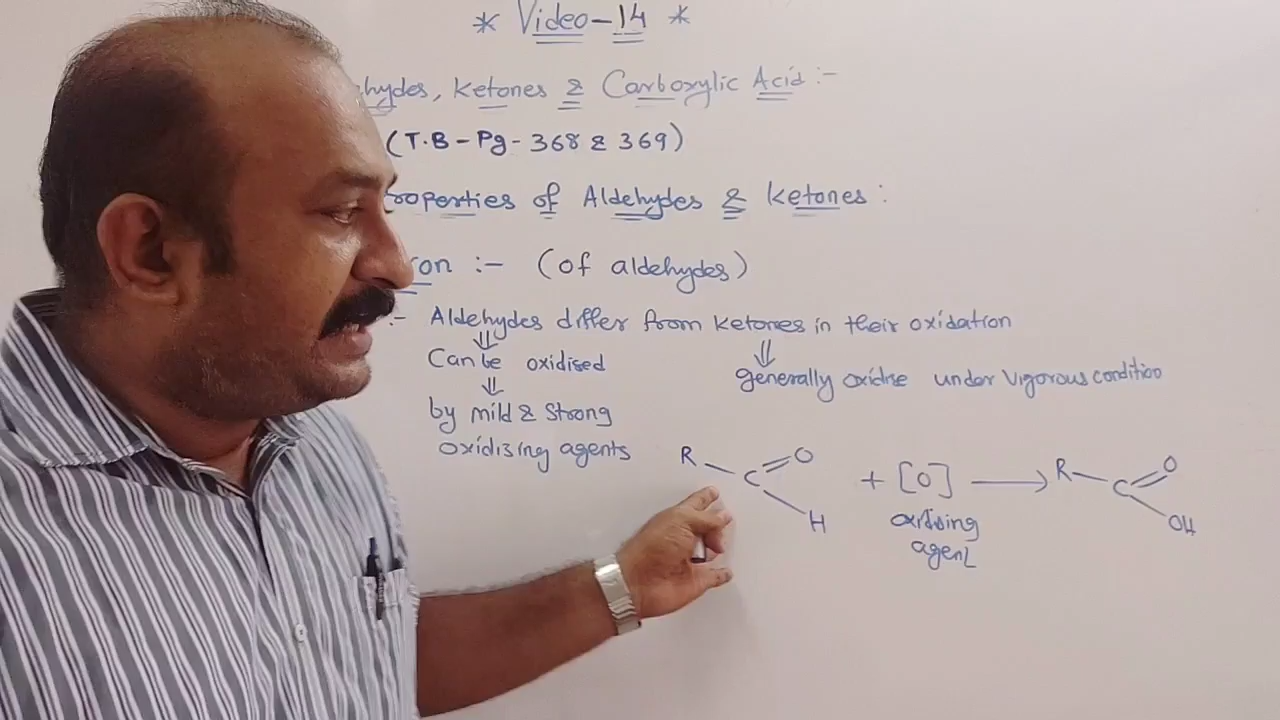 * Video-14 *
hydes, Ketones & Carboxylic Acid :-
(T.B - Pg - 368 & 369)
roperties of Aldehydes & Ketones :
on :- (of aldehydes)
:- Aldehydes differ from Ketones in their oxidation
⇓ ⇓
Can be oxidised
generally oxidise under vigorous condition
⇓
by mild & Strong
oxidising agents
R C O H + [O] → R C O OH
agent